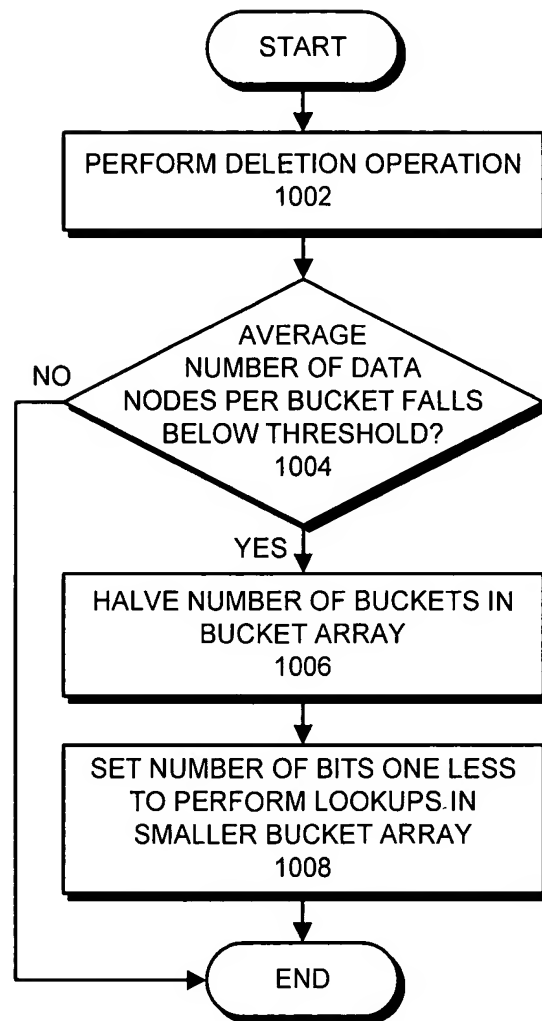 START
PERFORM DELETION OPERATION
1002
AVERAGE
NUMBER OF DATA
NODES PER BUCKET FALLS
BELOW THRESHOLD?
1004
NO
YES
HALVE NUMBER OF BUCKETS IN
BUCKET ARRAY
1006
SET NUMBER OF BITS ONE LESS
TO PERFORM LOOKUPS IN
SMALLER BUCKET ARRAY
1008
END